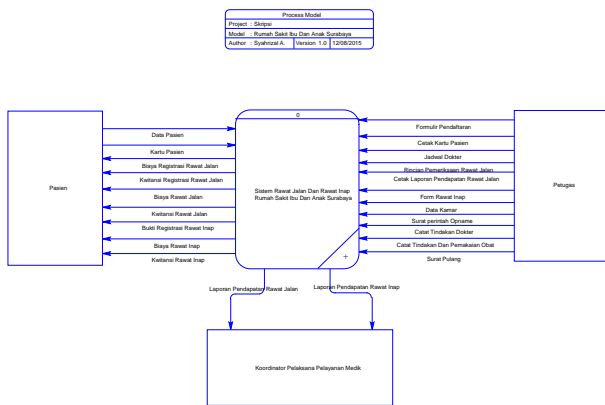 Process Model
Project : Skripsi
Model : Rumah Sakit Ibu Dan Anak Surabaya
Author : Syahrizal A. Version 1.0 12/08/2015
0
Sistem Rawat Jalan Dan Rawat Inap
Rumah Sakit Ibu Dan Anak Surabaya
+
Pasien
Data Pasien
Kartu Pasien
Biaya Registrasi Rawat Jalan
Kwitansi Registrasi Rawat Jalan
Biaya Rawat Jalan
Kwitansi Rawat Jalan
Bukti Registrasi Rawat Inap
Biaya Rawat Inap
Kwitansi Rawat Inap
Petugas
Formulir Pendaftaran
Cetak Kartu Pasien
Jadwal Dokter
Rincian Pemeriksaan Rawat Jalan
Cetak Laporan Pendapatan Rawat Jalan
Form Rawat Inap
Data Kamar
Surat perintah Opname
Catat Tindakan Dokter
Catat Tindakan Dan Pemakaian Obat
Surat Pulang
Laporan Pendapatan Rawat Jalan
Laporan Pendapatan Rawat Inap
Koordinator Pelaksana Pelayanan Medik